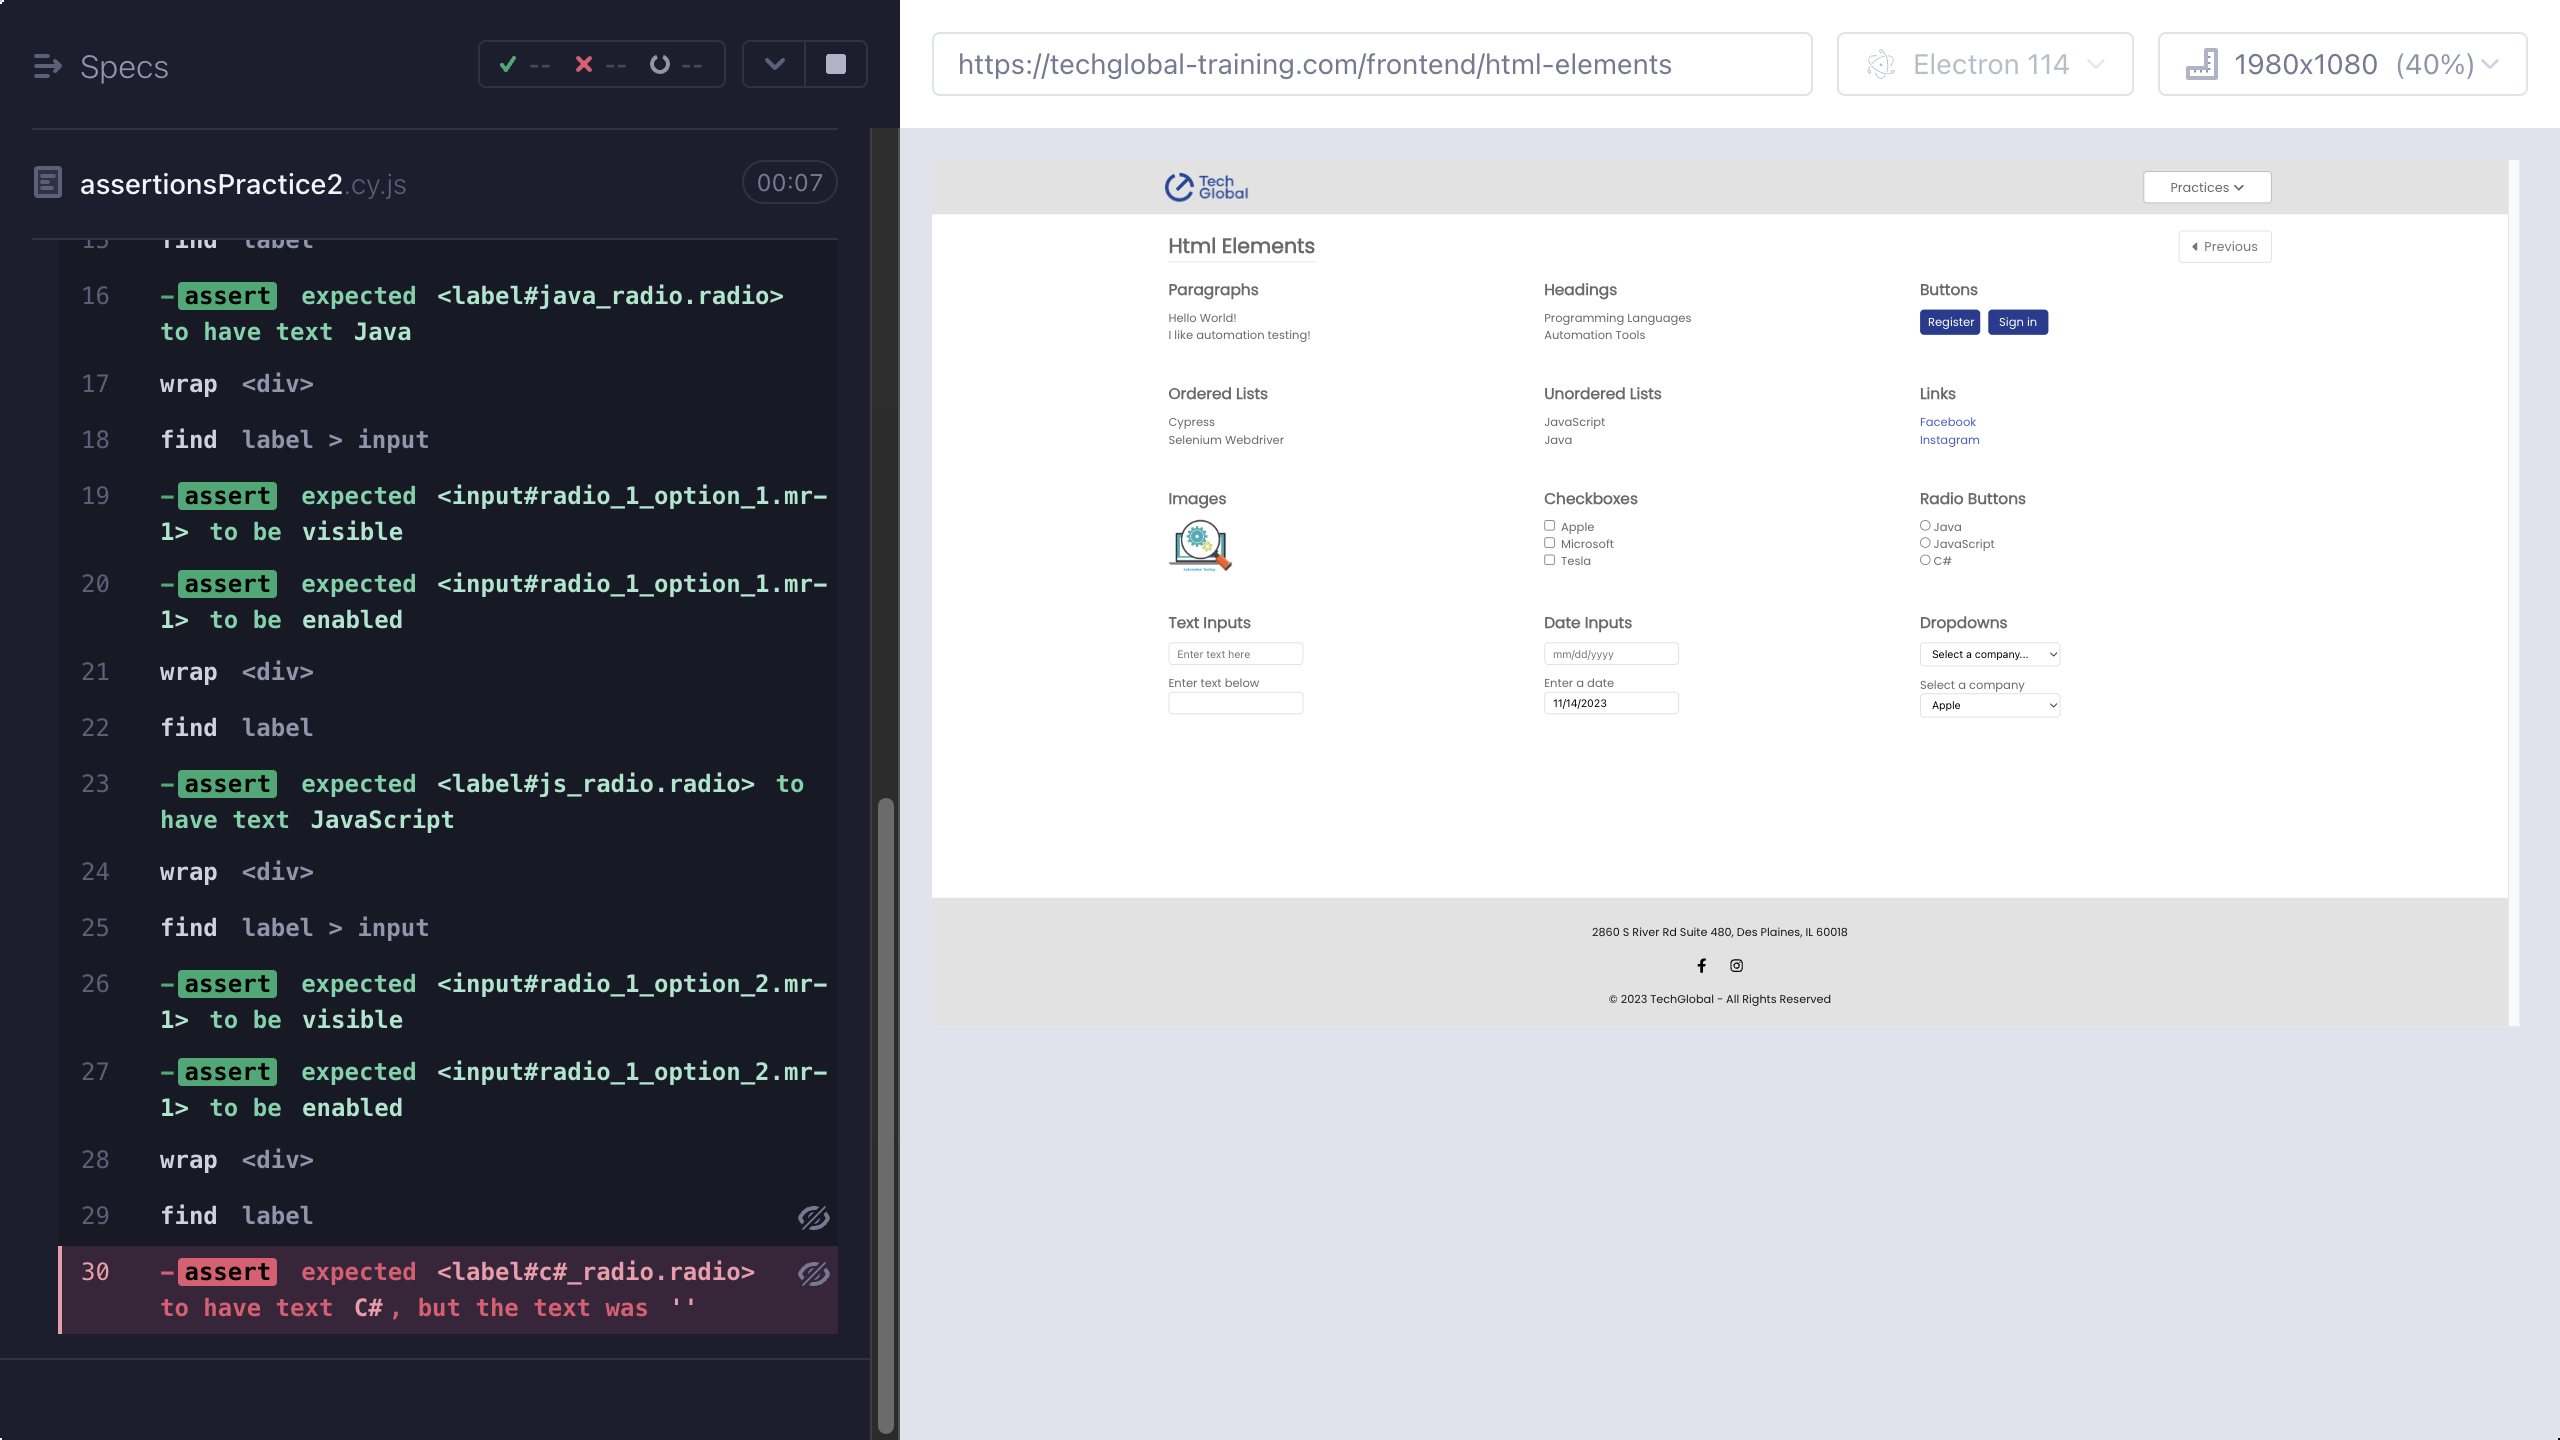 Specs
-- -- --
assertionsPractice2.cy.js
00:07
15 find label
16 -assert expected <label#java_radio.radio>
to have text Java
17 wrap <div>
18 find label > input
19 -assert expected <input#radio_1_option_1.mr-
1> to be visible
20 -assert expected <input#radio_1_option_1.mr-
1> to be enabled
21 wrap <div>
22 find label
23 -assert expected <label#js_radio.radio> to
have text JavaScript
24 wrap <div>
25 find label > input
26 -assert expected <input#radio_1_option_2.mr-
1> to be visible
27 -assert expected <input#radio_1_option_2.mr-
1> to be enabled
28 wrap <div>
29 find label
30 -assert expected <label#c#_radio.radio>
to have text C#, but the text was ''
https://techglobal-training.com/frontend/html-elements
Electron 114
1980x1080 (40%)
Tech
Global
Practices
Html Elements
Previous
Paragraphs
Hello World!
I like automation testing!
Headings
Programming Languages
Automation Tools
Buttons
Register Sign in
Ordered Lists
Cypress
Selenium Webdriver
Unordered Lists
JavaScript
Java
Links
Facebook
Instagram
Images
Checkboxes
Apple
Microsoft
Tesla
Radio Buttons
Java
JavaScript
C#
Text Inputs
Enter text here
Enter text below
Date Inputs
mm/dd/yyyy
Enter a date
11/14/2023
Dropdowns
Select a company...
Select a company
Apple
2860 S River Rd Suite 480, Des Plaines, IL 60018
© 2023 TechGlobal - All Rights Reserved